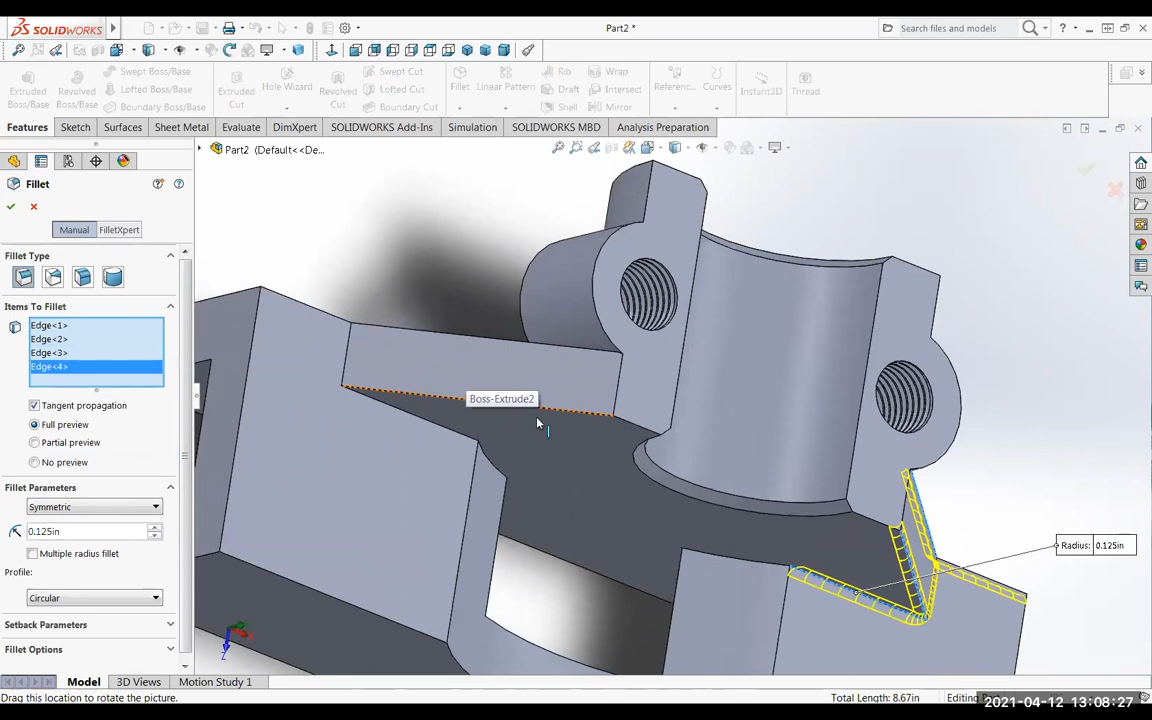 SOLIDWORKS
Part2 *
Search files and models
Extruded Boss/Base
Revolved Boss/Base
Swept Boss/Base
Lofted Boss/Base
Boundary Boss/Base
Extruded Cut
Hole Wizard
Revolved Cut
Swept Cut
Lofted Cut
Boundary Cut
Fillet
Linear Pattern
Rib
Draft
Shell
Wrap
Intersect
Mirror
Referenc...
Curves
Instant3D
Thread
Features
Sketch
Surfaces
Sheet Metal
Evaluate
DimXpert
SOLIDWORKS Add-Ins
Simulation
SOLIDWORKS MBD
Analysis Preparation
Part2 (Default<<De...
Fillet
Manual
FilletXpert
Fillet Type
Items To Fillet
Edge<1>
Edge<2>
Edge<3>
Edge<4>
Tangent propagation
Full preview
Partial preview
No preview
Fillet Parameters
Symmetric
0.125in
Multiple radius fillet
Profile:
Circular
Setback Parameters
Fillet Options
Boss-Extrude2
Radius: 0.125in
Z
Model
3D Views
Motion Study 1
Drag this location to rotate the picture.
Total Length: 8.67in
Editing
2021-04-12 13:08:27